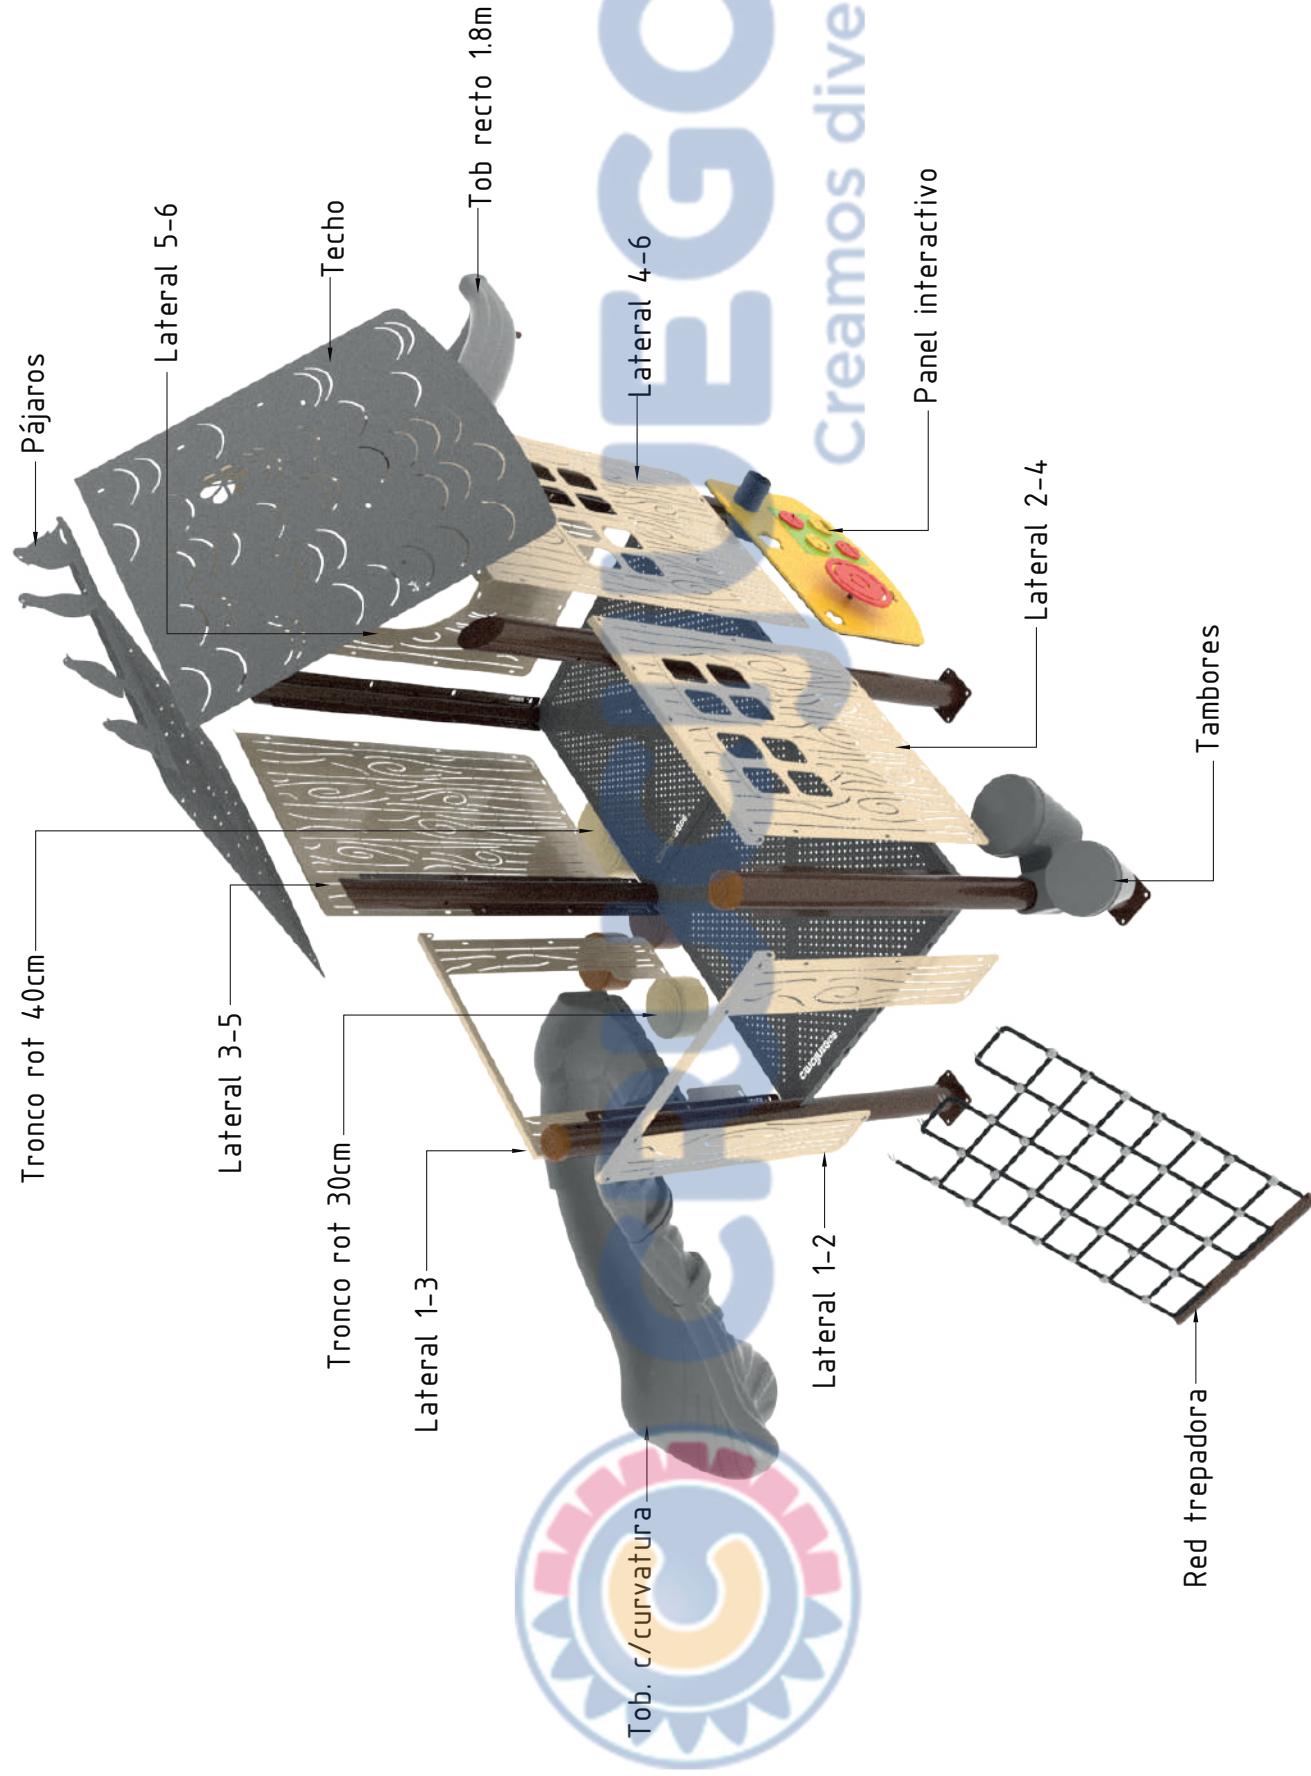 Tronco rot 40cm
Pájaros
Lateral 5-6
Lateral 3-5
Tronco rot 30cm
Techo
Lateral 1-3
Tob recto 1.8m
Tob. c/curvatura
Lateral 4-6
CRUCIJUEGO
Creamos dive
crucijuegos
Lateral 1-2
Panel interactivo
Lateral 2-4
Red trepadora
Tambores